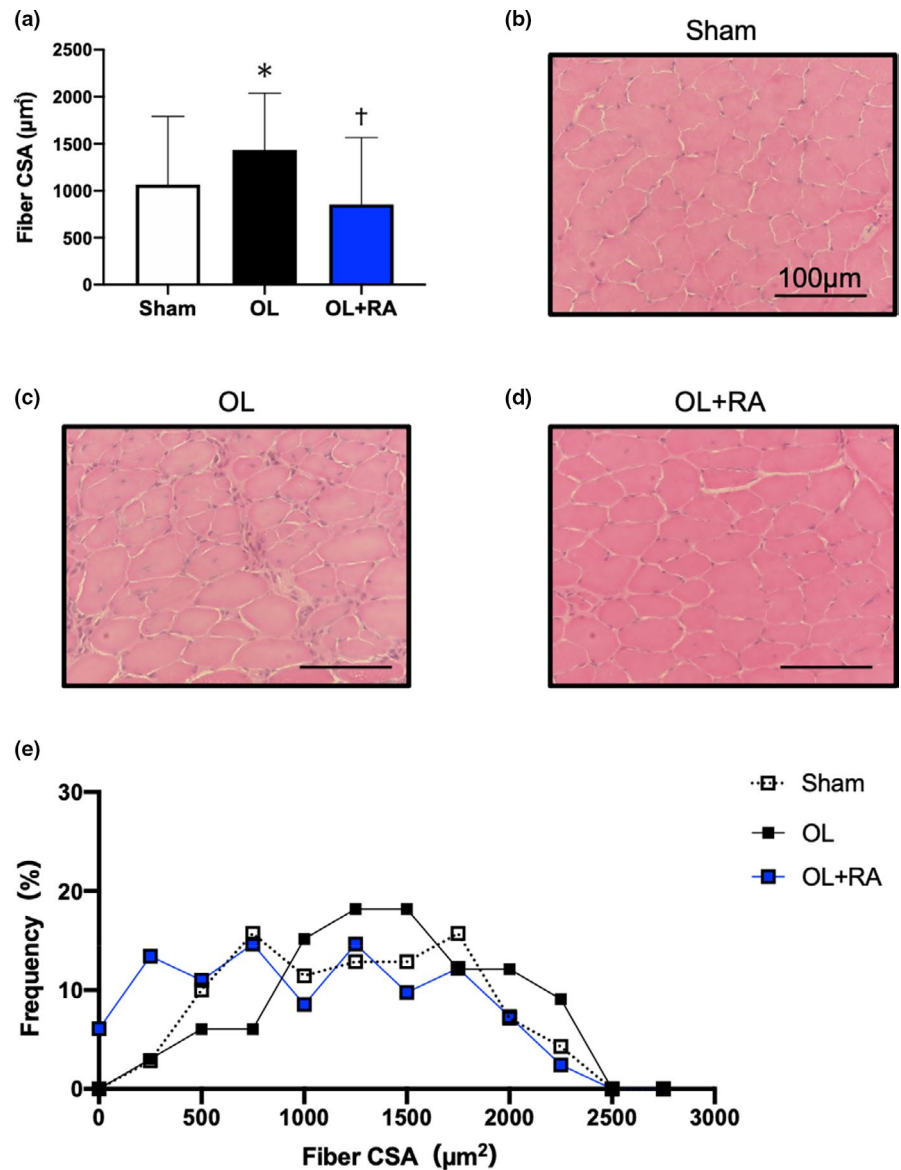 (a)
2500
2000
1500
1000
500
0
Fiber CSA (µm²)
*
†
Sham OL OL+RA
(b)
Sham
100µm
(c)
OL
(d)
OL+RA
(e)
30
20
10
0
Frequency (%)
0 500 1000 1500 2000 2500 3000
Fiber CSA (µm²)
Sham
OL
OL+RA